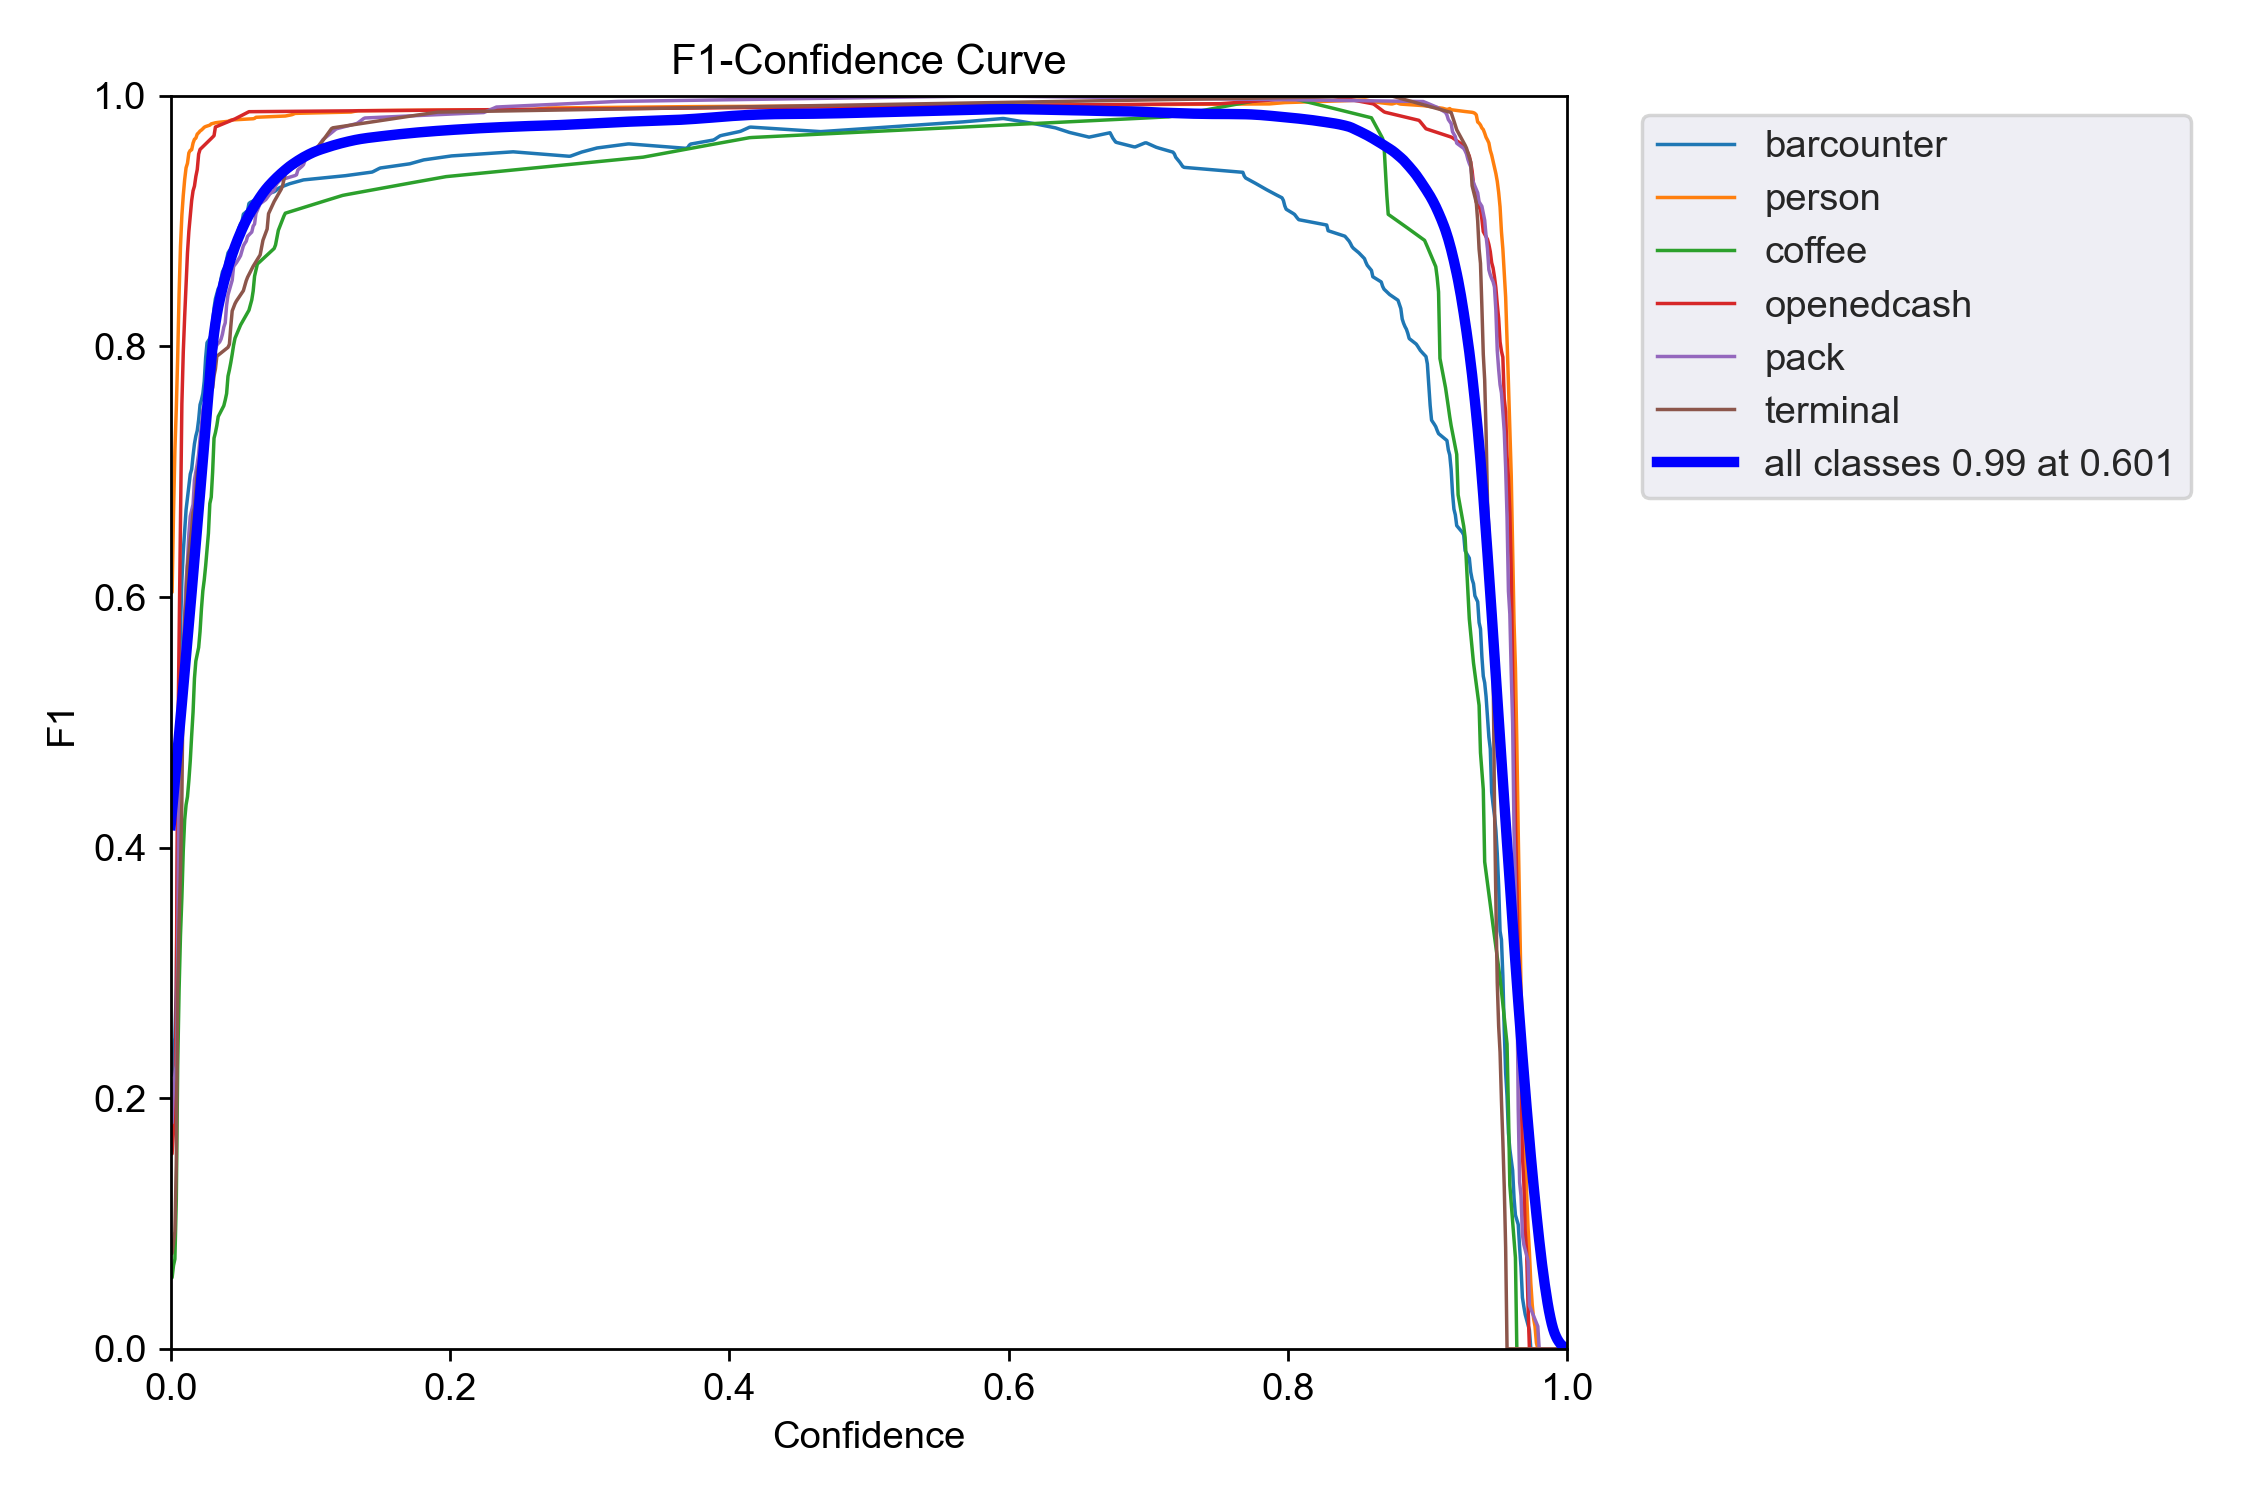 F1-Confidence Curve
1.0
0.8
0.6
0.4
0.2
0.0
F1
0.0 0.2 0.4 0.6 0.8 1.0
Confidence
barcounter
person
coffee
openedcash
pack
terminal
all classes 0.99 at 0.601